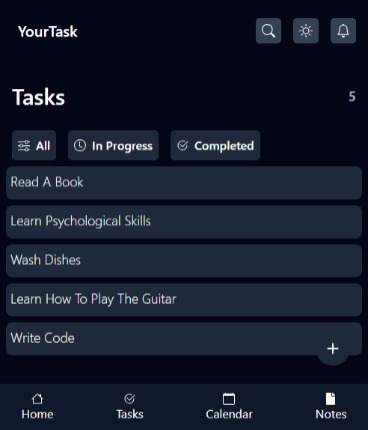 YourTask
Tasks 5
All In Progress Completed
Read A Book
Learn Psychological Skills
Wash Dishes
Learn How To Play The Guitar
Write Code
+
Home Tasks Calendar Notes